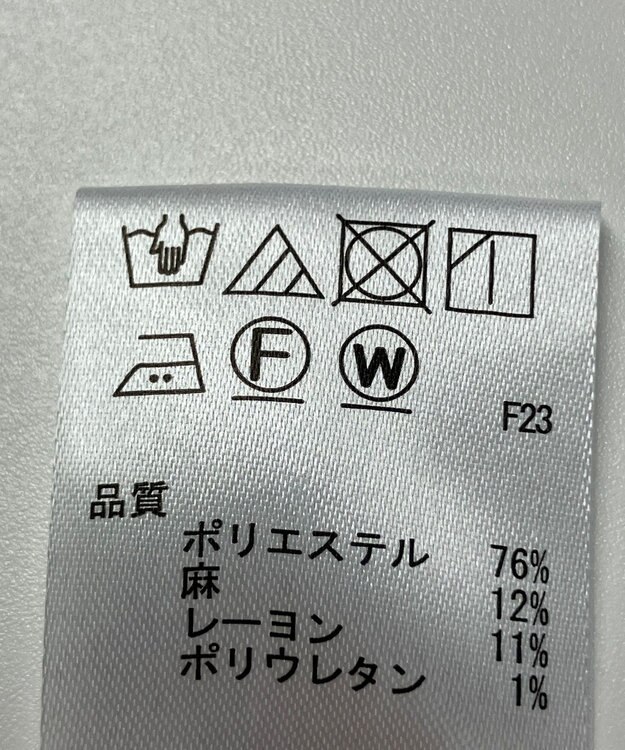 F W
F23
品質
ポリエステル 76%
麻 12%
レーヨン 11%
ポリウレタン 1%